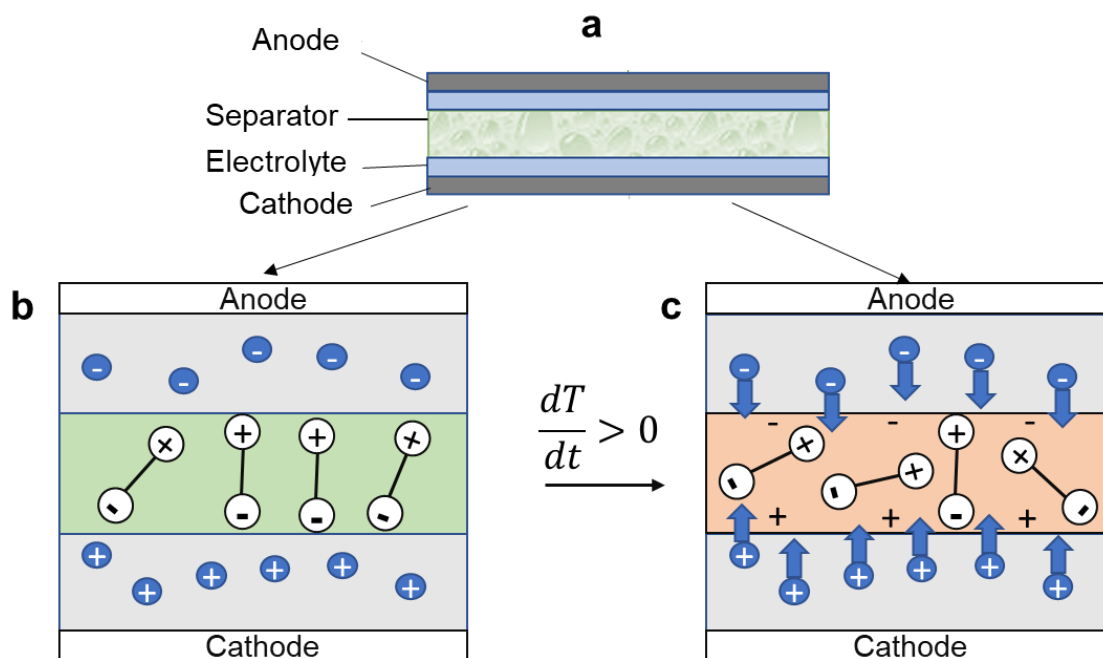 a
Anode
Separator
Electrolyte
Cathode
b
Anode
- - - - -
+ + + +
- - - -
+ + + + + +
Cathode
dT/dt > 0
c
Anode
- - - - -
- - -
+ + + +
- - - -
+ + +
+ + + + + +
Cathode